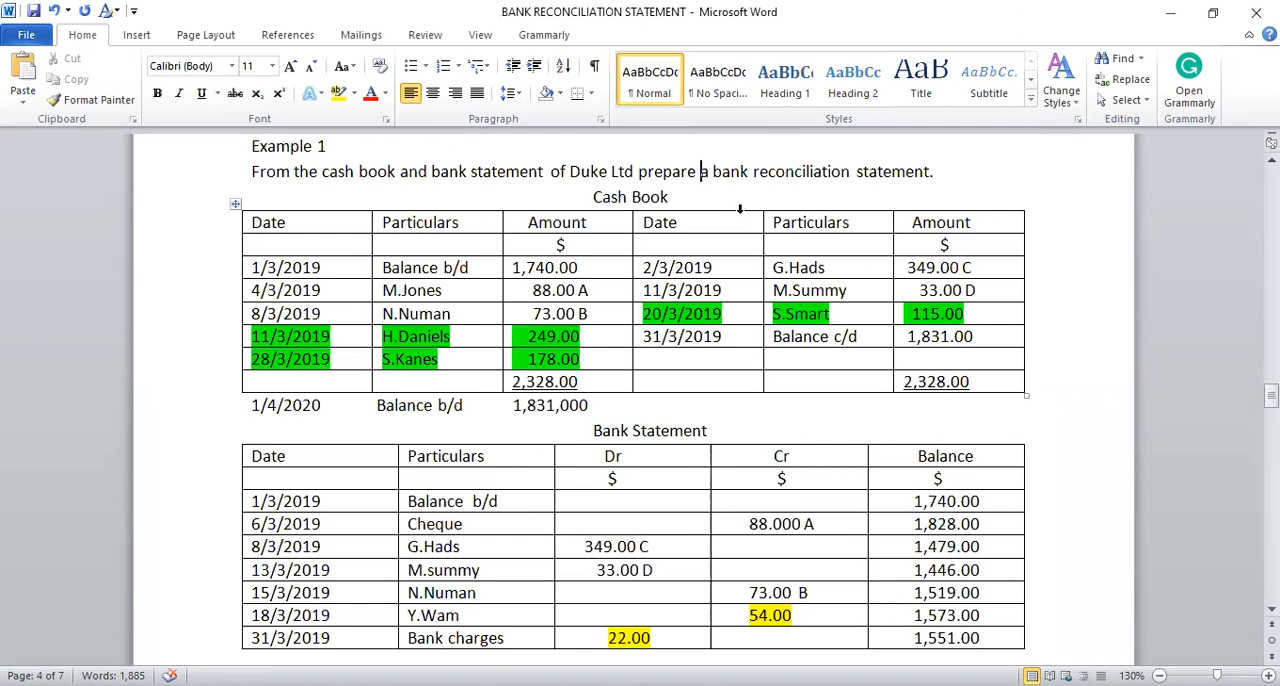 BANK RECONCILIATION STATEMENT - Microsoft Word
File Home Insert Page Layout References Mailings Review View Grammarly
Paste
Cut
Copy
Format Painter
Calibri (Body) 11
AaBbCcDc AaBbCcDc AaBbC( AaBbCc AaB AaBbCc.
¶ Normal ¶ No Spaci... Heading 1 Heading 2 Title Subtitle
Change Styles
Find
Replace
Select
Open Grammarly
Clipboard Font Paragraph Styles Editing Grammarly
Example 1
From the cash book and bank statement of Duke Ltd prepare a bank reconciliation statement.
Cash Book
Date Particulars Amount Date Particulars Amount
$ $
1/3/2019 Balance b/d 1,740.00 2/3/2019 G.Hads 349.00 C
4/3/2019 M.Jones 88.00 A 11/3/2019 M.Summy 33.00 D
8/3/2019 N.Numan 73.00 B 20/3/2019 S.Smart 115.00
11/3/2019 H.Daniels 249.00 31/3/2019 Balance c/d 1,831.00
28/3/2019 S.Kanes 178.00
2,328.00 2,328.00
1/4/2020 Balance b/d 1,831,000
Bank Statement
Date Particulars Dr Cr Balance
$ $ $
1/3/2019 Balance b/d 1,740.00
6/3/2019 Cheque 88.000 A 1,828.00
8/3/2019 G.Hads 349.00 C 1,479.00
13/3/2019 M.summy 33.00 D 1,446.00
15/3/2019 N.Numan 73.00 B 1,519.00
18/3/2019 Y.Wam 54.00 1,573.00
31/3/2019 Bank charges 22.00 1,551.00
Page: 4 of 7 Words: 1,885 130%